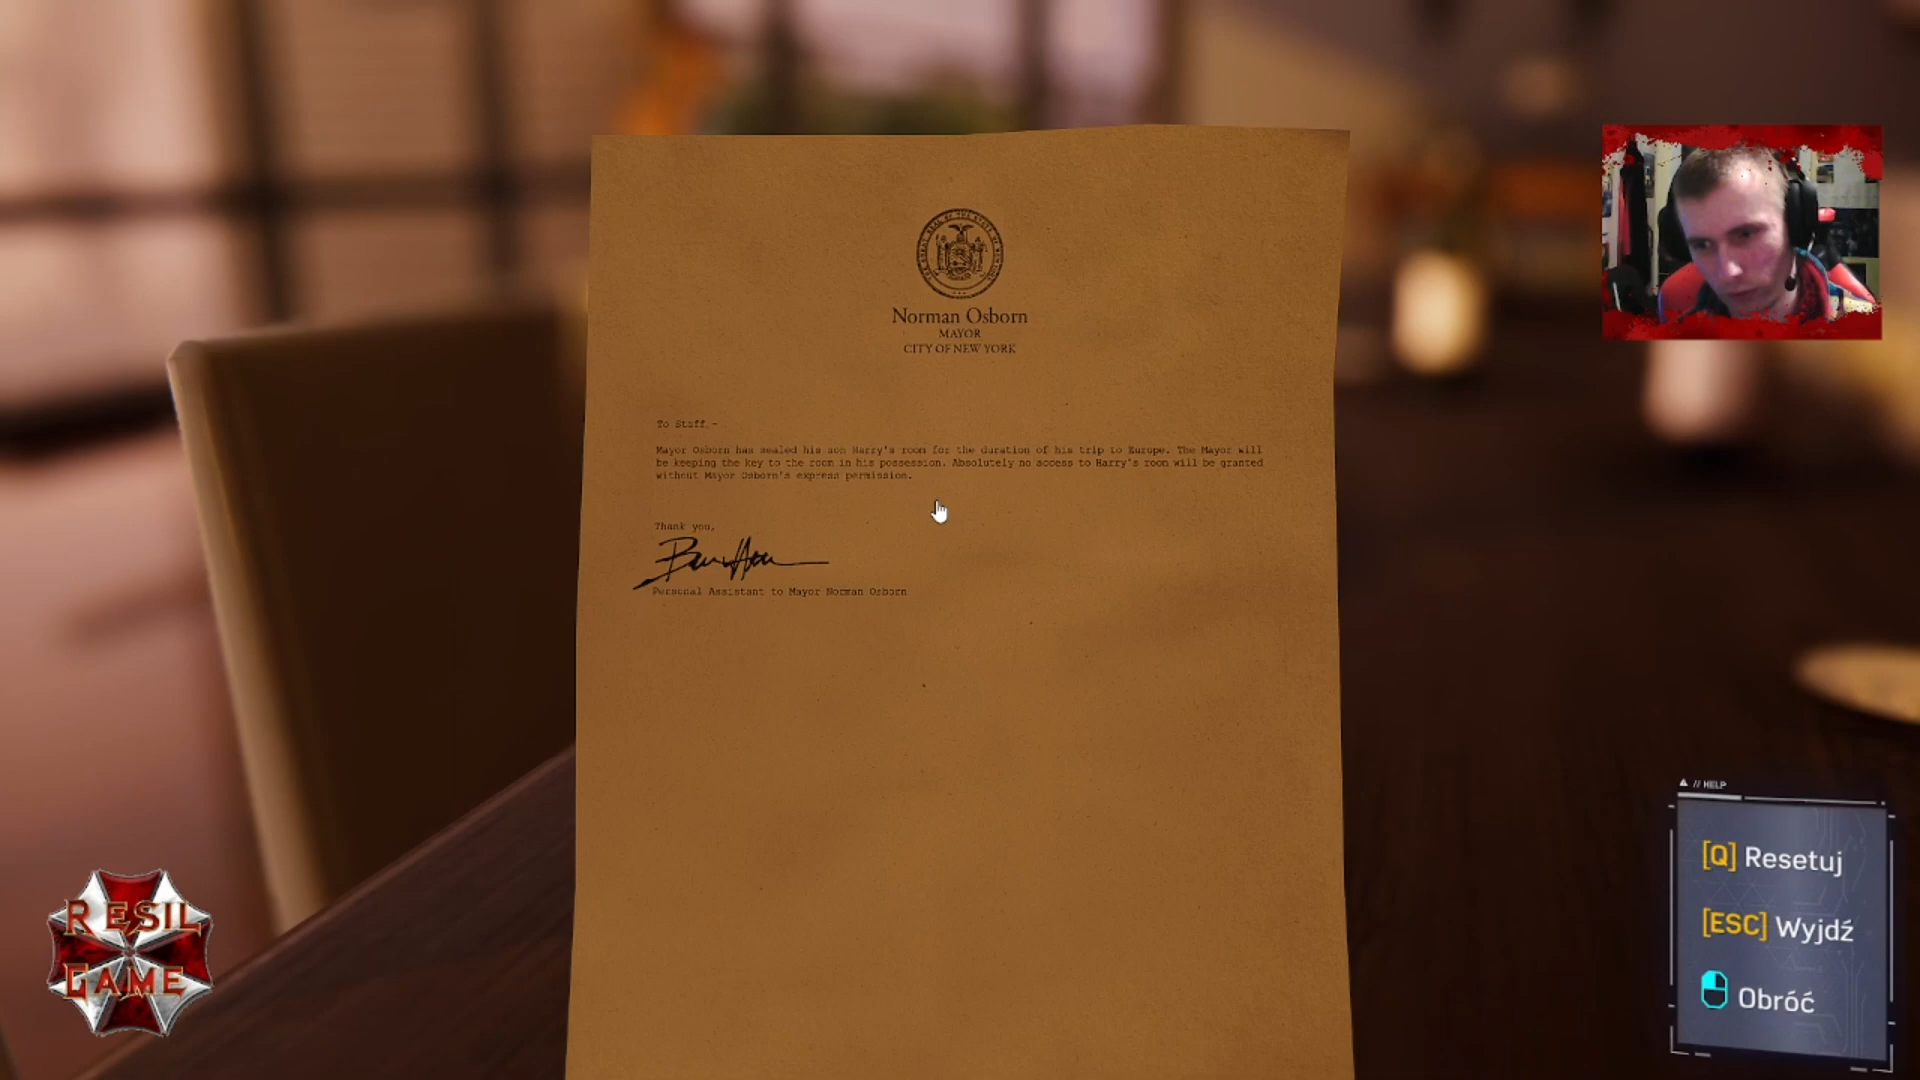 Norman Osborn
MAYOR
CITY OF NEW YORK
To Staff,-
Mayor Osborn has sealed his son Harry's room for the duration of his trip to Europe. The Mayor will
be keeping the key to the room in his possession. Absolutely no access to Harry's room will be granted
without Mayor Osborn's express permission.
Thank you,
Personal Assistant to Mayor Norman Osborn
// HELP
[Q] Resetuj
[ESC] Wyjdź
Obróć
RESIL
GAME